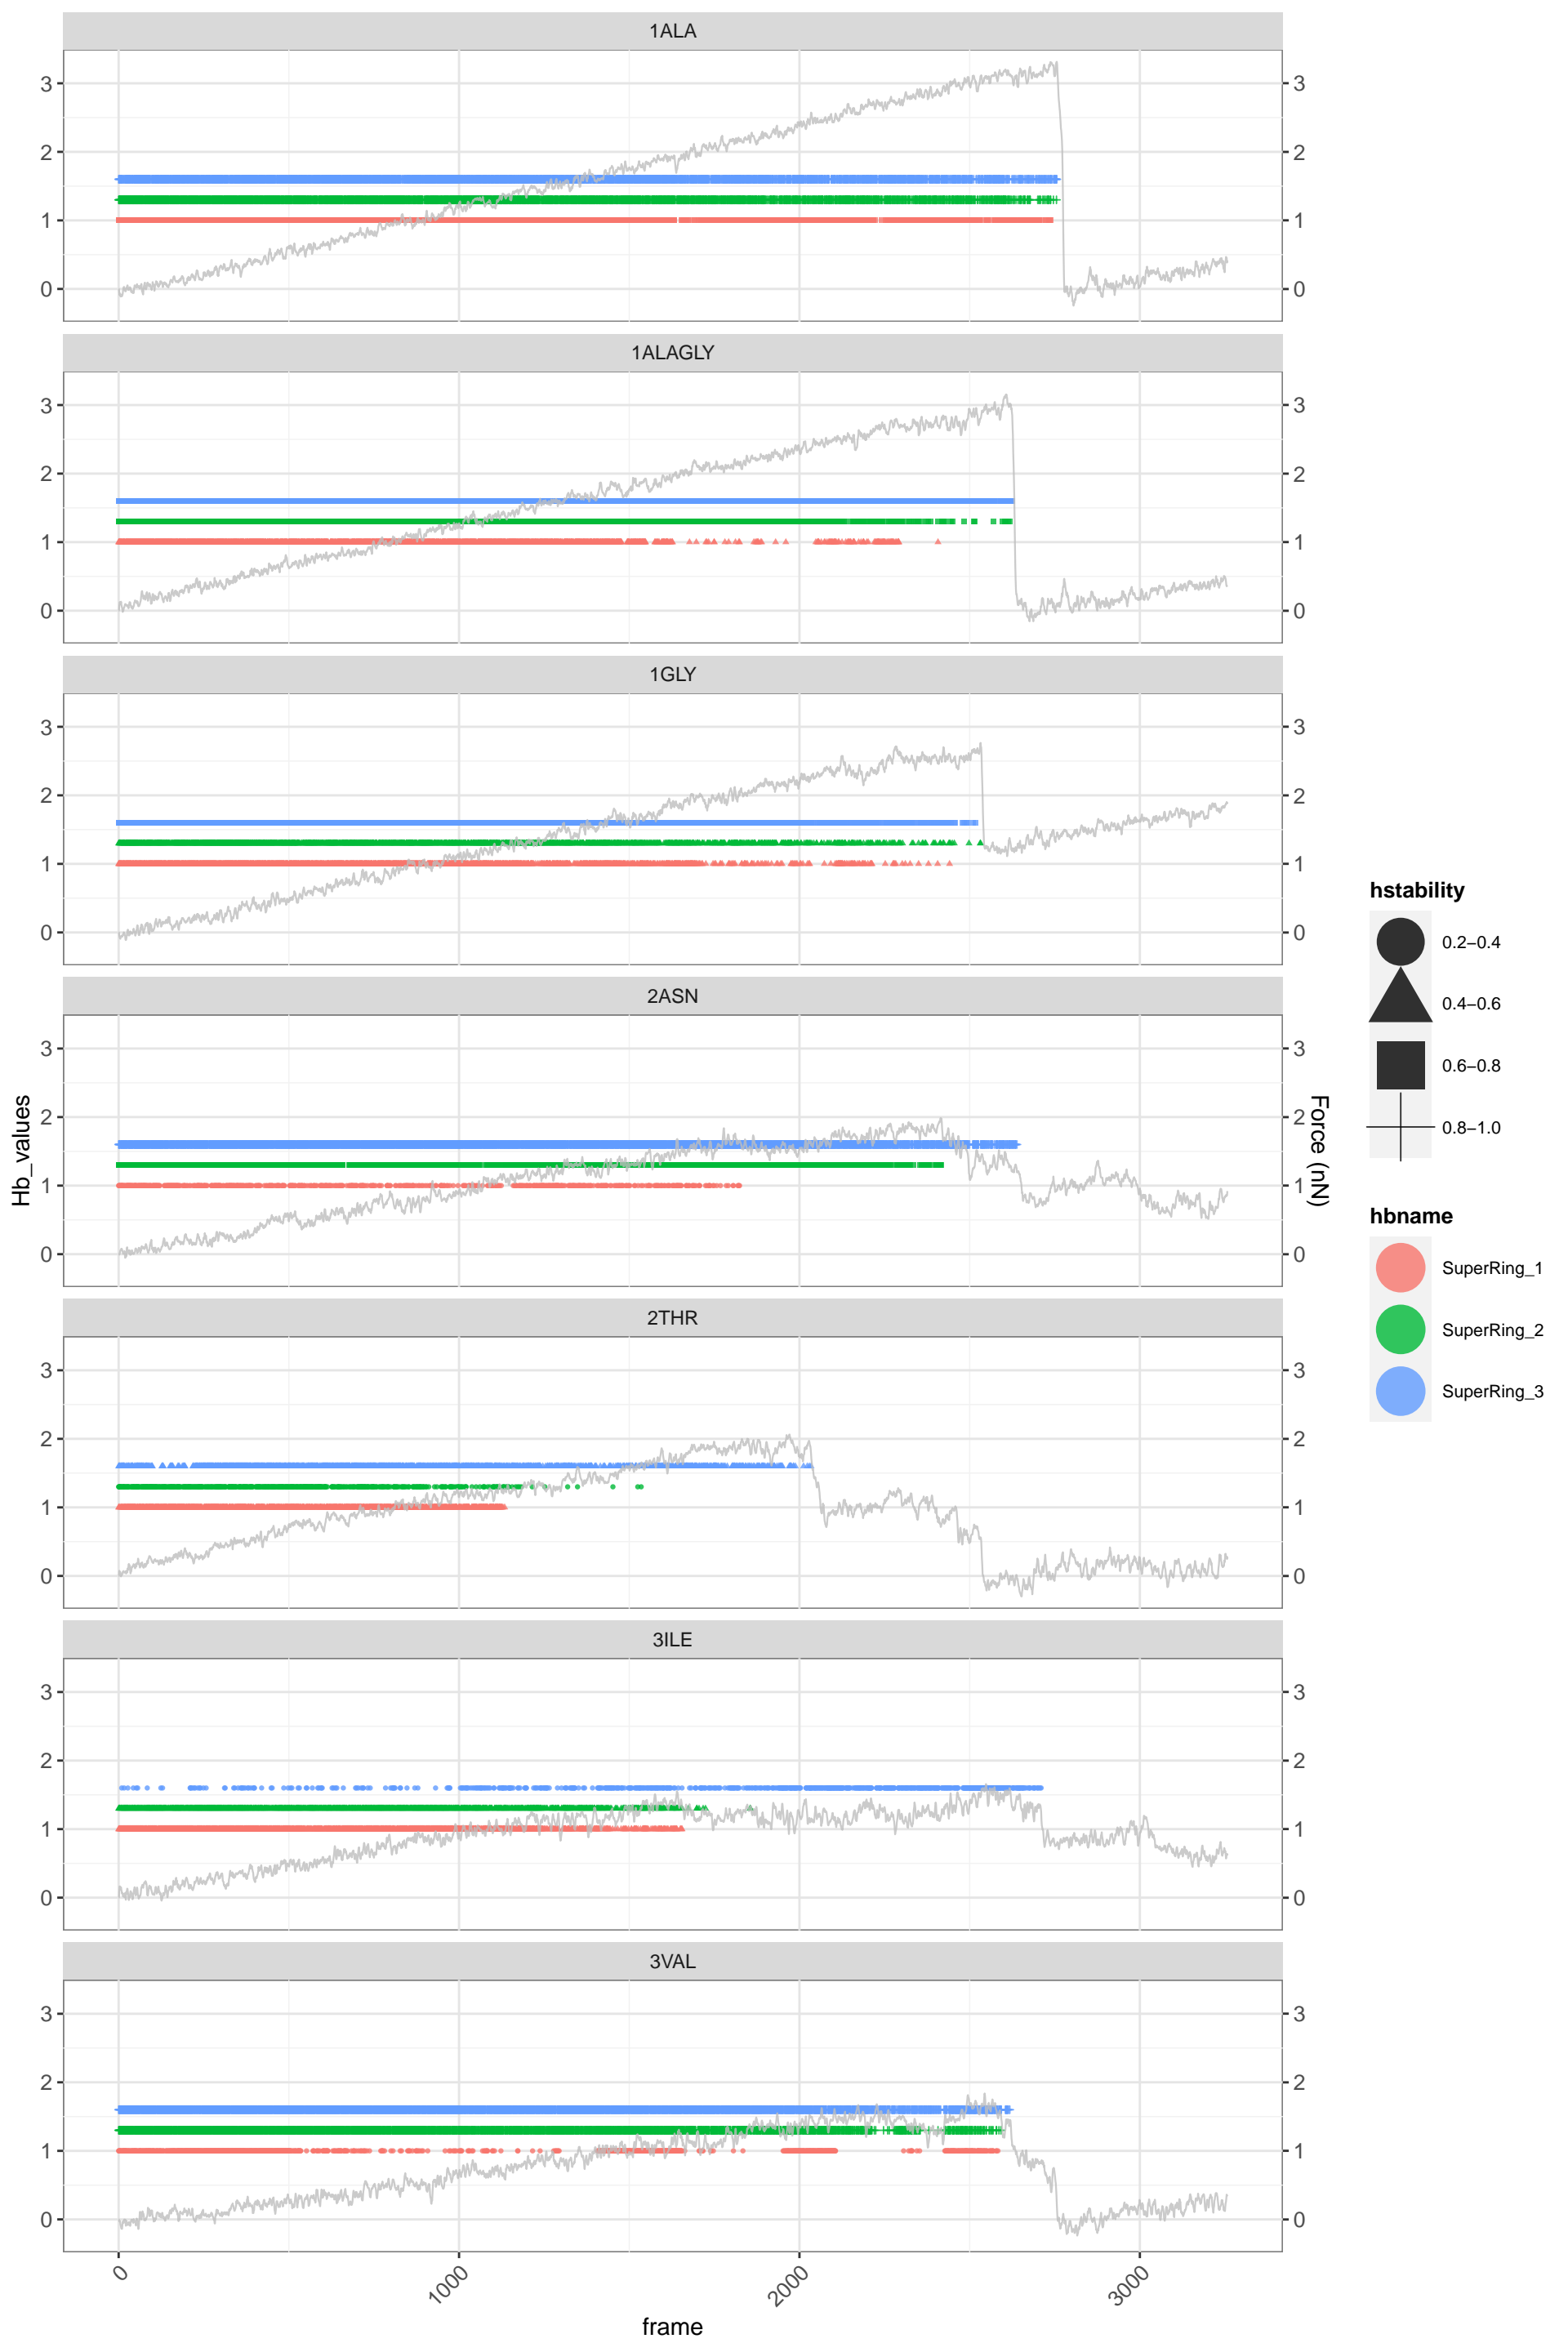 1ALA
3 3
2 2
1 1
0 0
1ALAGLY
3 3
2 2
1 1
0 0
1GLY
3 3
2 2
1 1
0 0
2ASN
3 3
2 2
1 1
0 0
2THR
3 3
2 2
1 1
0 0
3ILE
3 3
2 2
1 1
0 0
3VAL
3 3
2 2
1 1
0 0
0 1000 2000 3000
frame
Hb_values
Force (nN)
hstability
0.2–0.4
0.4–0.6
0.6–0.8
0.8–1.0
hbname
SuperRing_1
SuperRing_2
SuperRing_3